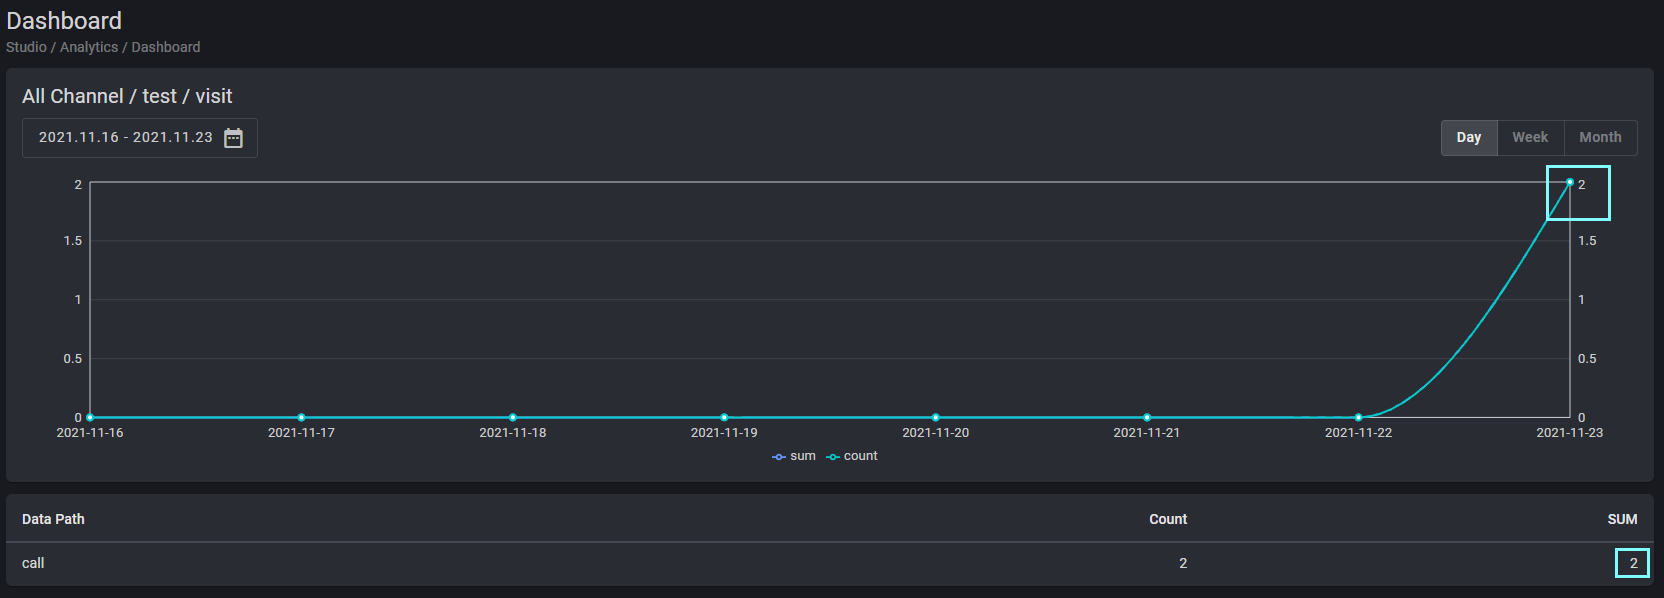 Dashboard
Studio / Analytics / Dashboard
All Channel / test / visit
2021.11.16 - 2021.11.23
Day Week Month
2 2
1.5 1.5
1 1
0.5 0.5
0 0
2021-11-16 2021-11-17 2021-11-18 2021-11-19 2021-11-20 2021-11-21 2021-11-22 2021-11-23
sum count
Data Path Count SUM
call 2 2